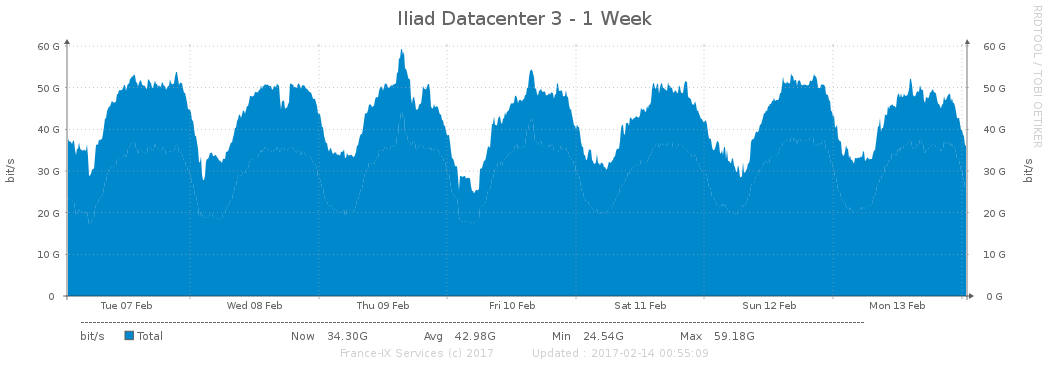 Iliad Datacenter 3 - 1 Week
RRDTOOL / TOBI OETIKER
bit/s
60 G
50 G
40 G
30 G
20 G
10 G
0
60 G
50 G
40 G
30 G
20 G
10 G
0 G
bit/s
Tue 07 Feb Wed 08 Feb Thu 09 Feb Fri 10 Feb Sat 11 Feb Sun 12 Feb Mon 13 Feb
bit/s Total Now 34.30G Avg 42.98G Min 24.54G Max 59.18G
France-IX Services (c) 2017 Updated : 2017-02-14 00:55:09